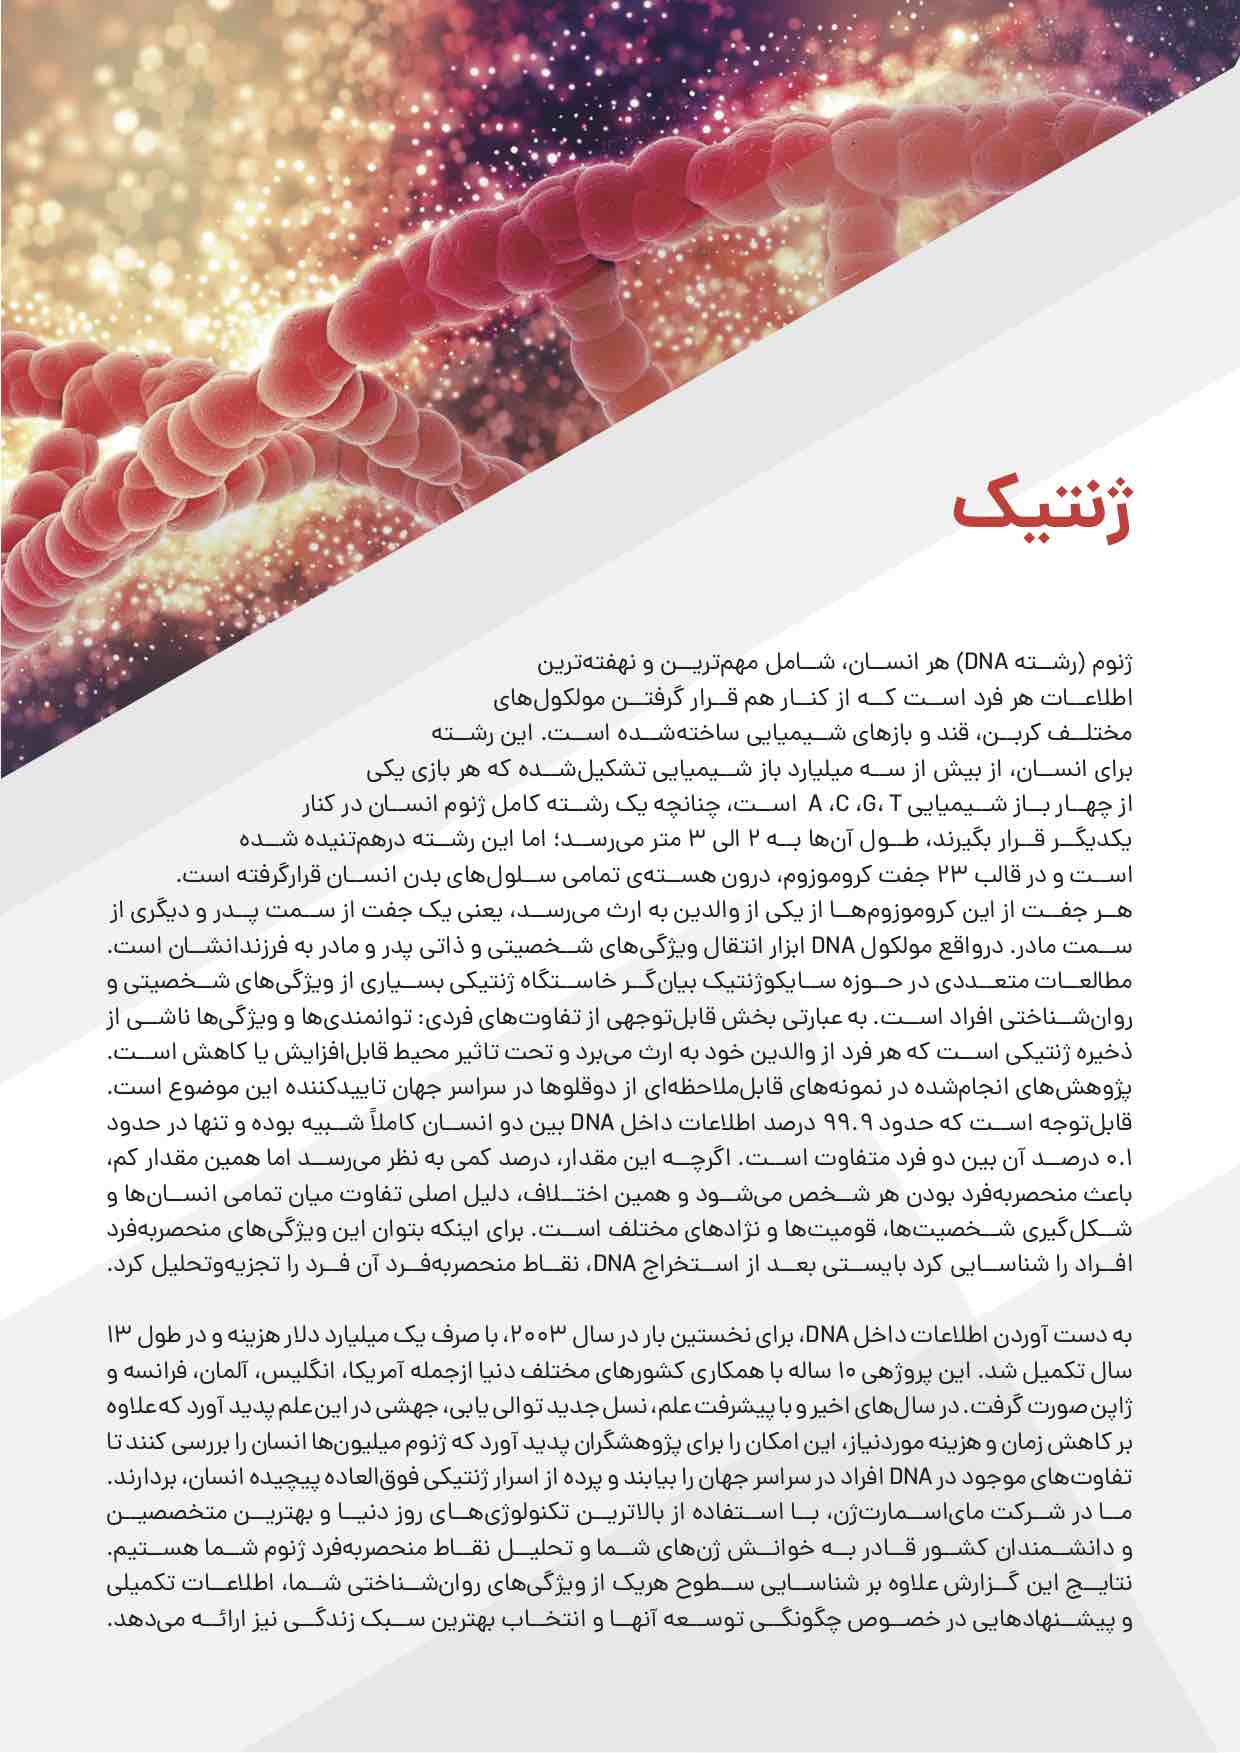 ژنتیک
ژنوم (رشته DNA) هر انسان، شامل مهم‌ترین و نهفته‌ترین
اطلاعات هر فرد است که از کنار هم قرار گرفتن مولکول‌های
مختلف کربن، قند و بازهای شیمیایی ساخته‌شده است. این رشته
برای انسان، از بیش از سه میلیارد باز شیمیایی تشکیل‌شده که هر بازی یکی
از چهار باز شیمیایی A ،C ،G، T است، چنانچه یک رشته کامل ژنوم انسان در کنار
یکدیگر قرار بگیرند، طول آن‌ها به ۲ الی ۳ متر می‌رسد؛ اما این رشته درهم‌تنیده شده
است و در قالب ۲۳ جفت کروموزوم، درون هسته‌ی تمامی سلول‌های بدن انسان قرارگرفته است.
هر جفت از این کروموزوم‌ها از یکی از والدین به ارث می‌رسد، یعنی یک جفت از سمت پدر و دیگری از
سمت مادر. درواقع مولکول DNA ابزار انتقال ویژگی‌های شخصیتی و ذاتی پدر و مادر به فرزندانشان است.
مطالعات متعددی در حوزه سایکوژنتیک بیان‌گر خاستگاه ژنتیکی بسیاری از ویژگی‌های شخصیتی و
روان‌شناختی افراد است. به عبارتی بخش قابل‌توجهی از تفاوت‌های فردی: توانمندی‌ها و ویژگی‌ها ناشی از
ذخیره ژنتیکی است که هر فرد از والدین خود به ارث می‌برد و تحت تاثیر محیط قابل‌افزایش یا کاهش است.
پژوهش‌های انجام‌شده در نمونه‌های قابل‌ملاحظه‌ای از دوقلوها در سراسر جهان تاییدکننده این موضوع است.
قابل‌توجه است که حدود ۹۹.۹ درصد اطلاعات داخل DNA بین دو انسان کاملاً شبیه بوده و تنها در حدود
۰.۱ درصد آن بین دو فرد متفاوت است. اگرچه این مقدار، درصد کمی به نظر می‌رسد اما همین مقدار کم،
باعث منحصربه‌فرد بودن هر شخص می‌شود و همین اختلاف، دلیل اصلی تفاوت میان تمامی انسان‌ها و
شکل‌گیری شخصیت‌ها، قومیت‌ها و نژادهای مختلف است. برای اینکه بتوان این ویژگی‌های منحصربه‌فرد
افراد را شناسایی کرد بایستی بعد از استخراج DNA، نقاط منحصربه‌فرد آن فرد را تجزیه‌وتحلیل کرد.
به دست آوردن اطلاعات داخل DNA، برای نخستین بار در سال ۲۰۰۳، با صرف یک میلیارد دلار هزینه و در طول ۱۳
سال تکمیل شد. این پروژهی ۱۰ ساله با همکاری کشورهای مختلف دنیا ازجمله آمریکا، انگلیس، آلمان، فرانسه و
ژاپن صورت گرفت. در سال‌های اخیر و با پیشرفت علم، نسل جدید توالی یابی، جهشی در این علم پدید آورد که علاوه
بر کاهش زمان و هزینه موردنیاز، این امکان را برای پژوهشگران پدید آورد که ژنوم میلیون‌ها انسان را بررسی کنند تا
تفاوت‌های موجود در DNA افراد در سراسر جهان را بیابند و پرده از اسرار ژنتیکی فوق‌العاده پیچیده انسان، بردارند.
ما در شرکت مای‌اسمارت‌ژن، با استفاده از بالاترین تکنولوژی‌های روز دنیا و بهترین متخصصین
و دانشمندان کشور قادر به خوانش ژن‌های شما و تحلیل نقاط منحصربه‌فرد ژنوم شما هستیم.
نتایج این گزارش علاوه بر شناسایی سطوح هریک از ویژگی‌های روان‌شناختی شما، اطلاعات تکمیلی
و پیشنهادهایی در خصوص چگونگی توسعه آنها و انتخاب بهترین سبک زندگی نیز ارائه می‌دهد.